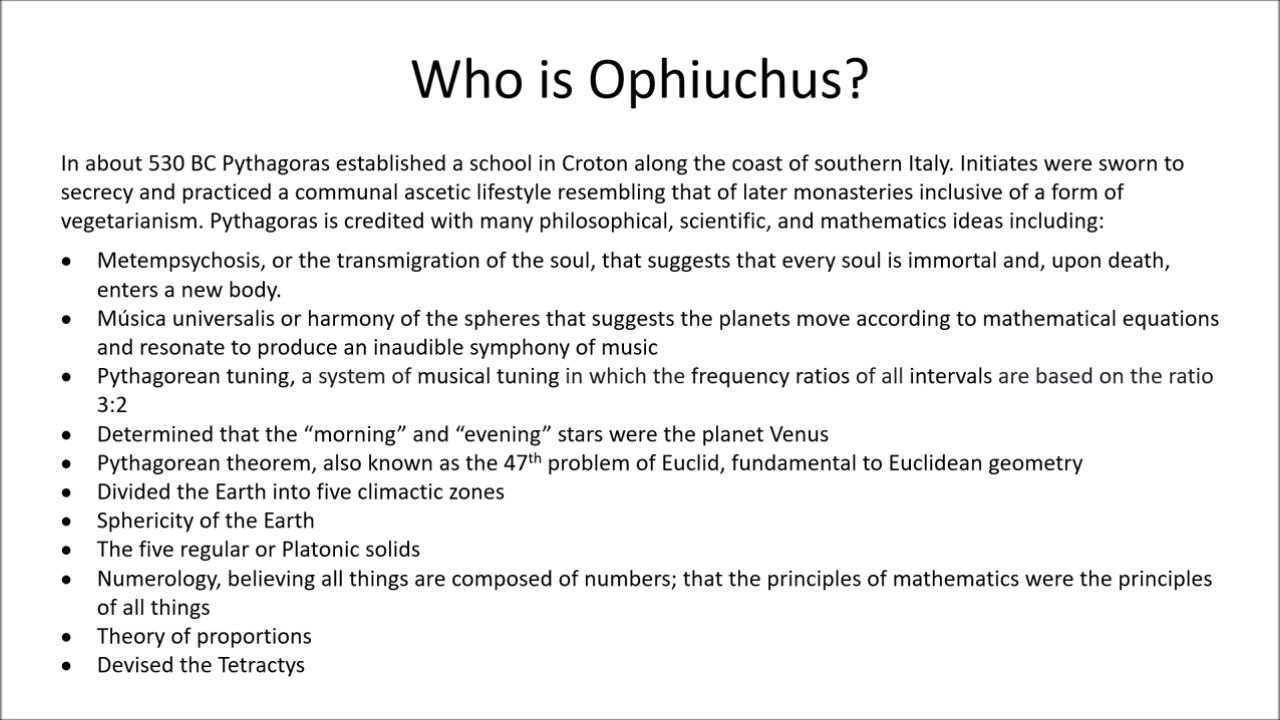 Who is Ophiuchus?
In about 530 BC Pythagoras established a school in Croton along the coast of southern Italy. Initiates were sworn to
secrecy and practiced a communal ascetic lifestyle resembling that of later monasteries inclusive of a form of
vegetarianism. Pythagoras is credited with many philosophical, scientific, and mathematics ideas including:
• Metempsychosis, or the transmigration of the soul, that suggests that every soul is immortal and, upon death,
enters a new body.
• Música universalis or harmony of the spheres that suggests the planets move according to mathematical equations
and resonate to produce an inaudible symphony of music
• Pythagorean tuning, a system of musical tuning in which the frequency ratios of all intervals are based on the ratio
3:2
• Determined that the “morning” and “evening” stars were the planet Venus
• Pythagorean theorem, also known as the 47th problem of Euclid, fundamental to Euclidean geometry
• Divided the Earth into five climactic zones
• Sphericity of the Earth
• The five regular or Platonic solids
• Numerology, believing all things are composed of numbers; that the principles of mathematics were the principles
of all things
• Theory of proportions
• Devised the Tetractys